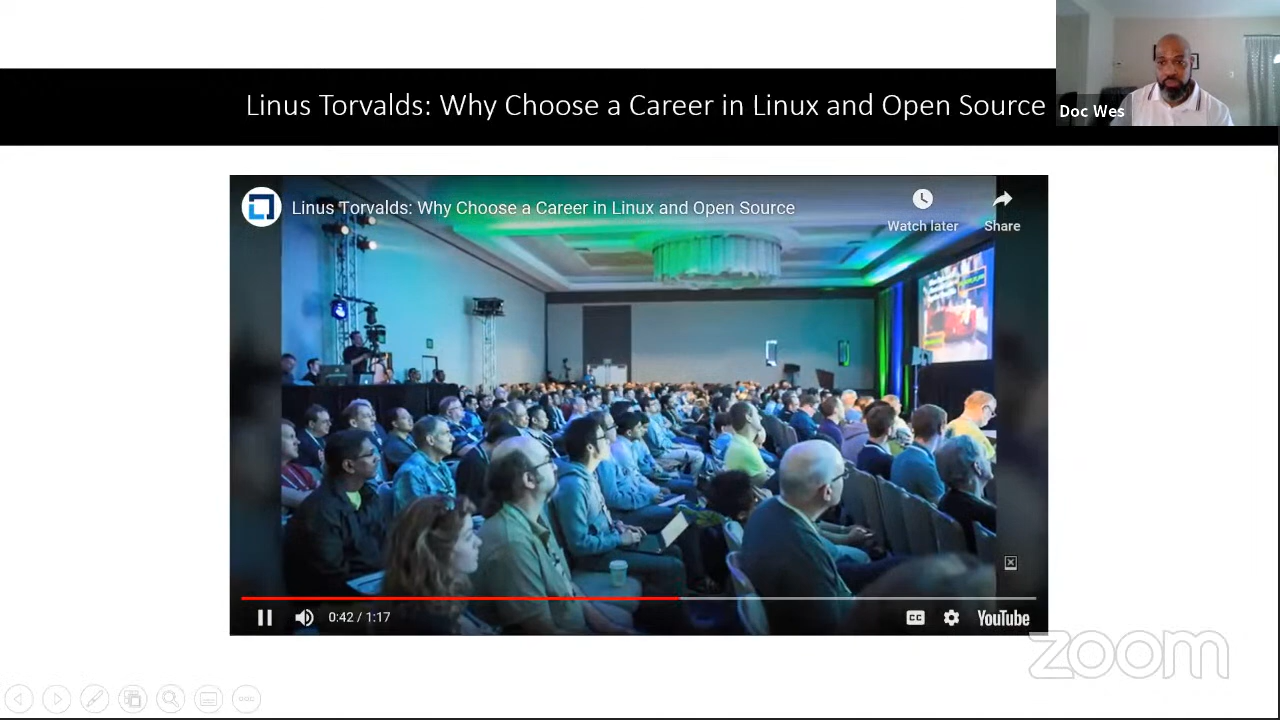 Linus Torvalds: Why Choose a Career in Linux and Open Source
Doc Wes
Linus Torvalds: Why Choose a Career in Linux and Open Source
Watch later
Share
0:42 / 1:17
CC
YouTube
zoom